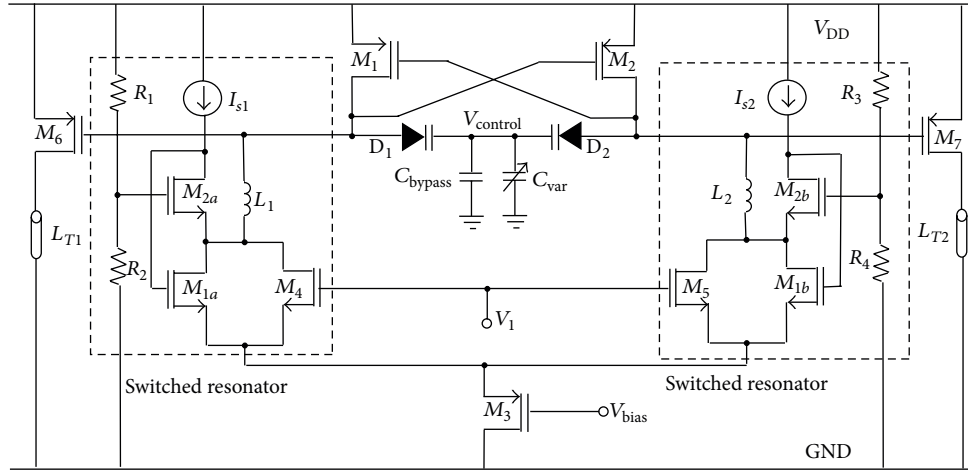 V_DD
M_1
M_2
R_1
I_s1
I_s2
R_3
M_6
V_control
M_7
D_1
D_2
C_bypass
C_var
M_2a
L_1
L_2
M_2b
L_T1
L_T2
R_2
M_1a
M_4
M_5
M_1b
R_4
V_1
Switched resonator
Switched resonator
M_3
V_bias
GND